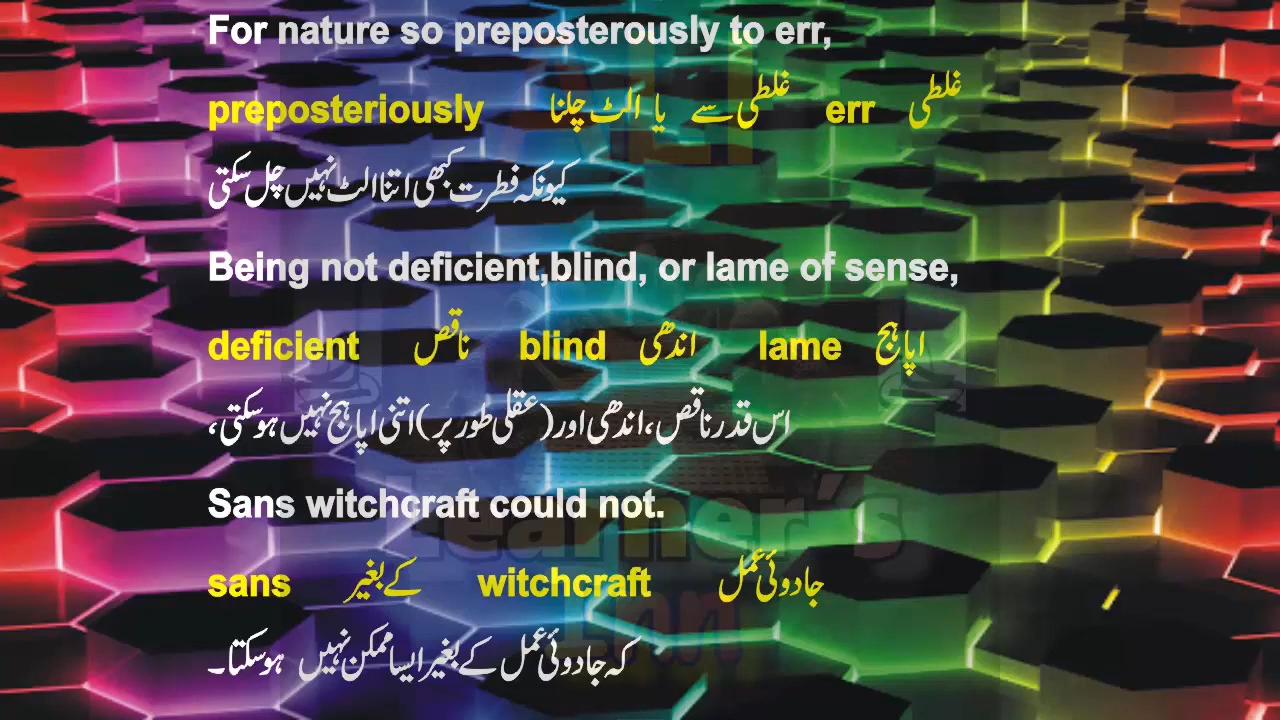 For nature so preposterously to err,
preposteriously غلطی سے یا الٹ چلنا err غلطی
کیونکہ فطرت کبھی اتنا الٹ نہیں چل سکتی
Being not deficient,blind, or lame of sense,
deficient ناقص blind اندھی lame اپاہج
اس قدر ناقص، اندھی اور (عقلی طور پر) اتنی اپاہج نہیں ہو سکتی،
Sans witchcraft could not.
sans کے بغیر witchcraft جادوئی عمل
کہ جادوئی عمل کے بغیر ایسا ممکن نہیں ہو سکتا۔
Learner's
Inn